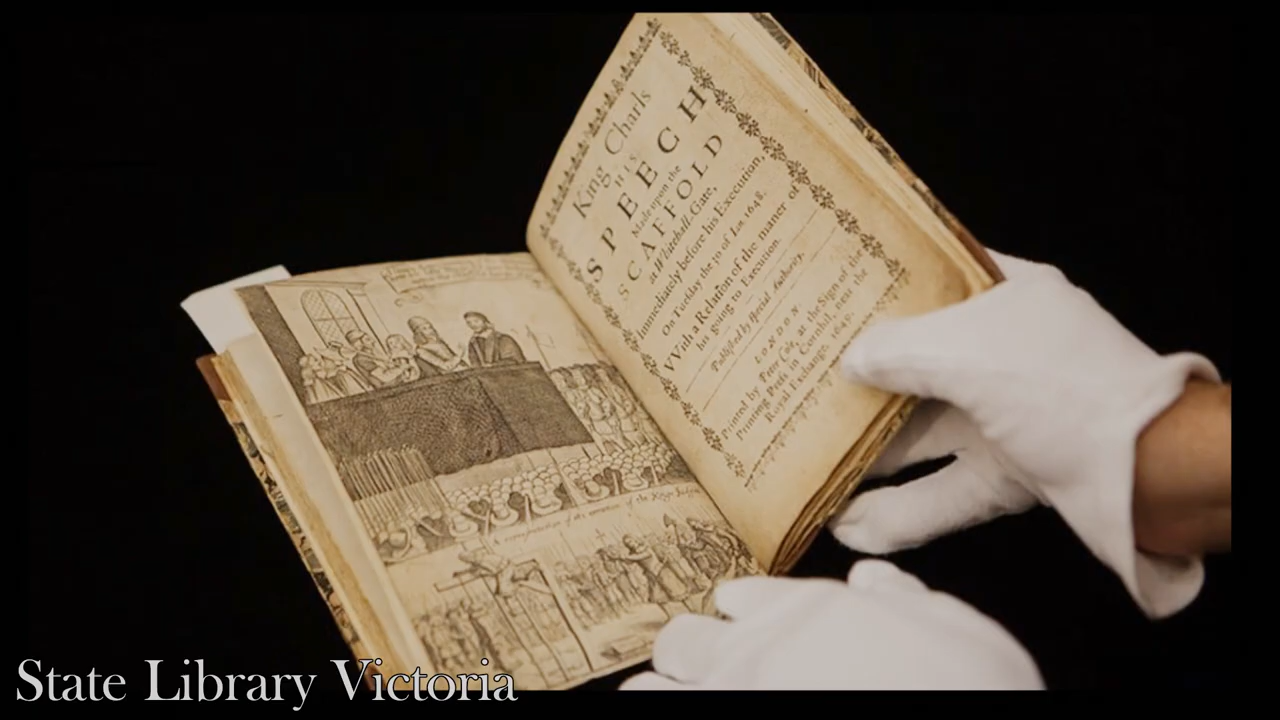 King Charls
HIS
SPEECH
Made upon the
SCAFFOLD
at Whitehall-Gate,
Immediately before his Execution,
On Tuesday the 30 of Ian. 1648.
VVith a Relation of the maner of
his going to Execution.
Published by special Authority.
LONDON,
Printed by Peter Cole, at the Sign of the
Printing-Press in Cornhil, near the
Royal Exchange. 1649.
State Library Victoria